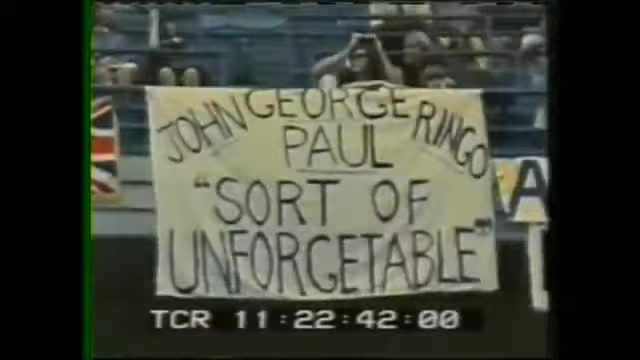 JOHN GEORGE RINGO
PAUL
"SORT OF
UNFORGETABLE"
A
TCR 11:22:42:00